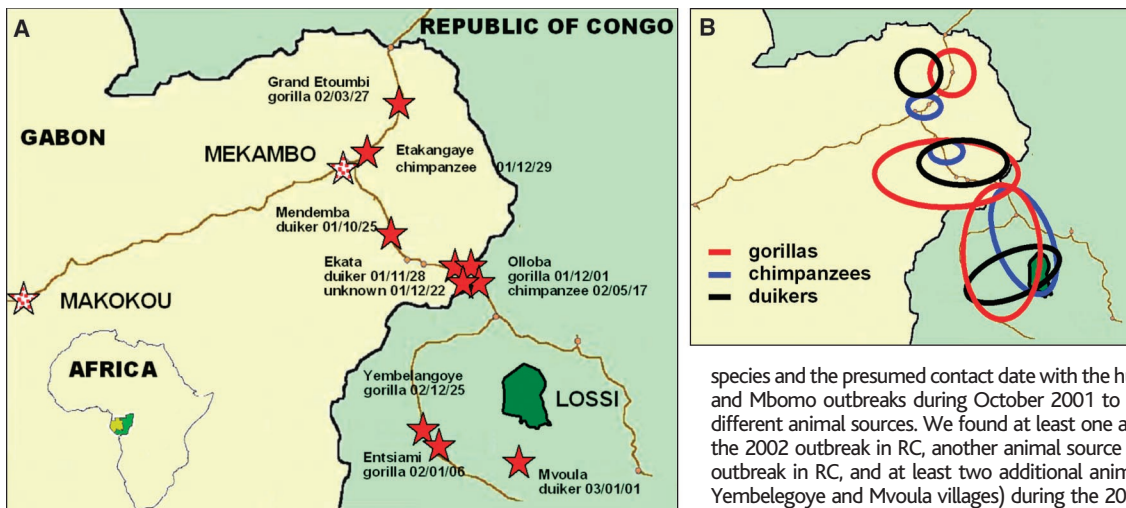 A
REPUBLIC OF CONGO
Grand Etoumbi
gorilla 02/03/27
GABON
MEKAMBO
Etakangaye
chimpanzee 01/12/29
Mendemba
duiker 01/10/25
Ekata
duiker 01/11/28
unknown 01/12/22
Olloba
gorilla 01/12/01
chimpanzee 02/05/17
MAKOKOU
AFRICA
Yembelangoye
gorilla 02/12/25
LOSSI
Entsiami
gorilla 02/01/06
Mvoula
duiker 03/01/01
B
gorillas
chimpanzees
duikers
species and the presumed contact date with the
and Mbomo outbreaks during October 2001 to
different animal sources. We found at least one
the 2002 outbreak in RC, another animal source
outbreak in RC, and at least two additional
Yembelegoye and Mvoula villages) during the